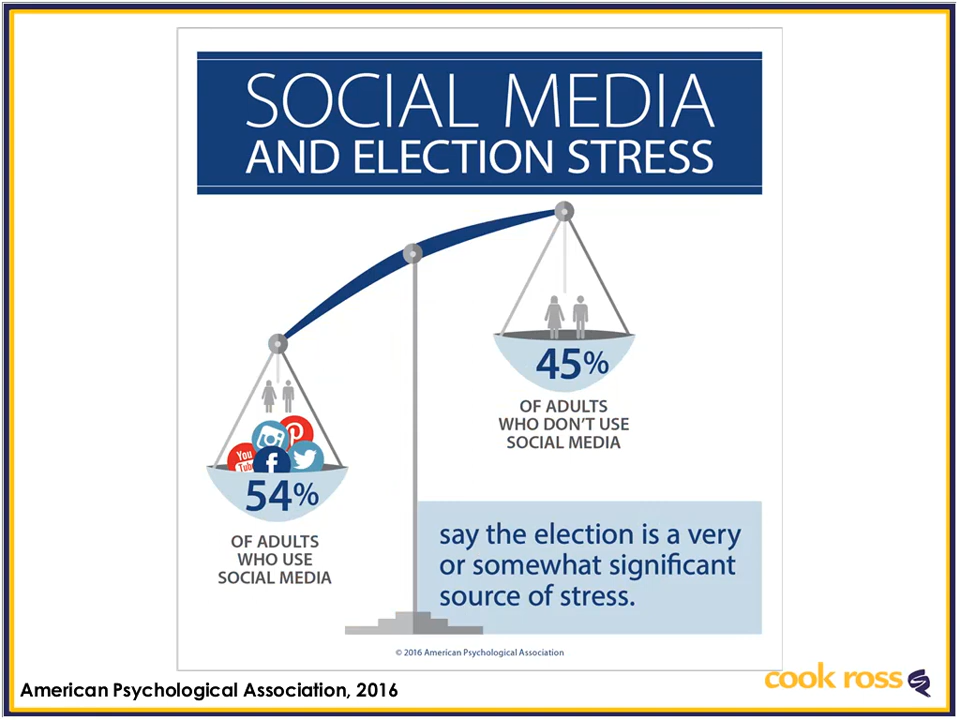 SOCIAL MEDIA
AND ELECTION STRESS
45%
OF ADULTS
WHO DON'T USE
SOCIAL MEDIA
You
Tube
f
54%
OF ADULTS
WHO USE
SOCIAL MEDIA
say the election is a very
or somewhat significant
source of stress.
© 2016 American Psychological Association
American Psychological Association, 2016
cook ross